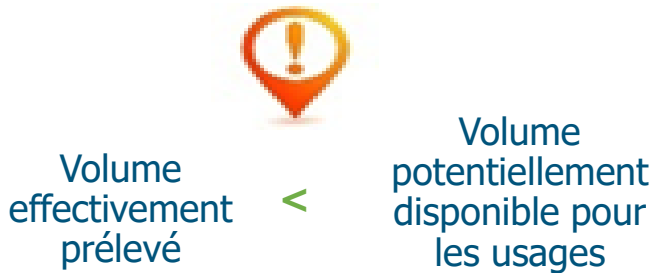 Volume
effectivement
prélevé
<
Volume
potentiellement
disponible pour
les usages